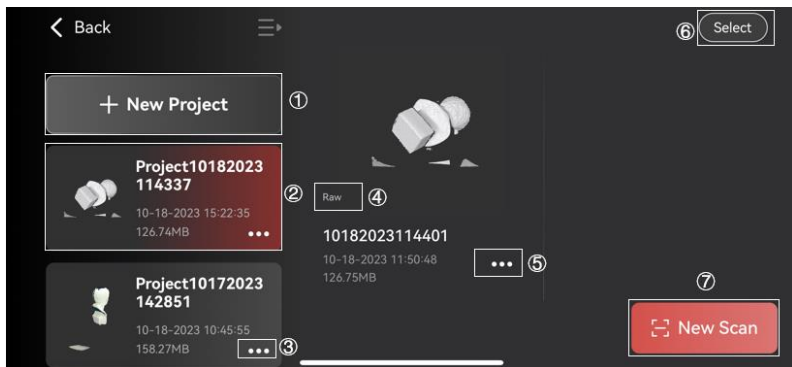 Back
⑥ Select
+ New Project ①
Project10182023
114337
10-18-2023 15:22:35
126.74MB
②
Project10172023
142851
10-18-2023 10:45:55
158.27MB
③
Raw ④
10182023114401
10-18-2023 11:50:48
126.75MB
⑤
⑦
New Scan